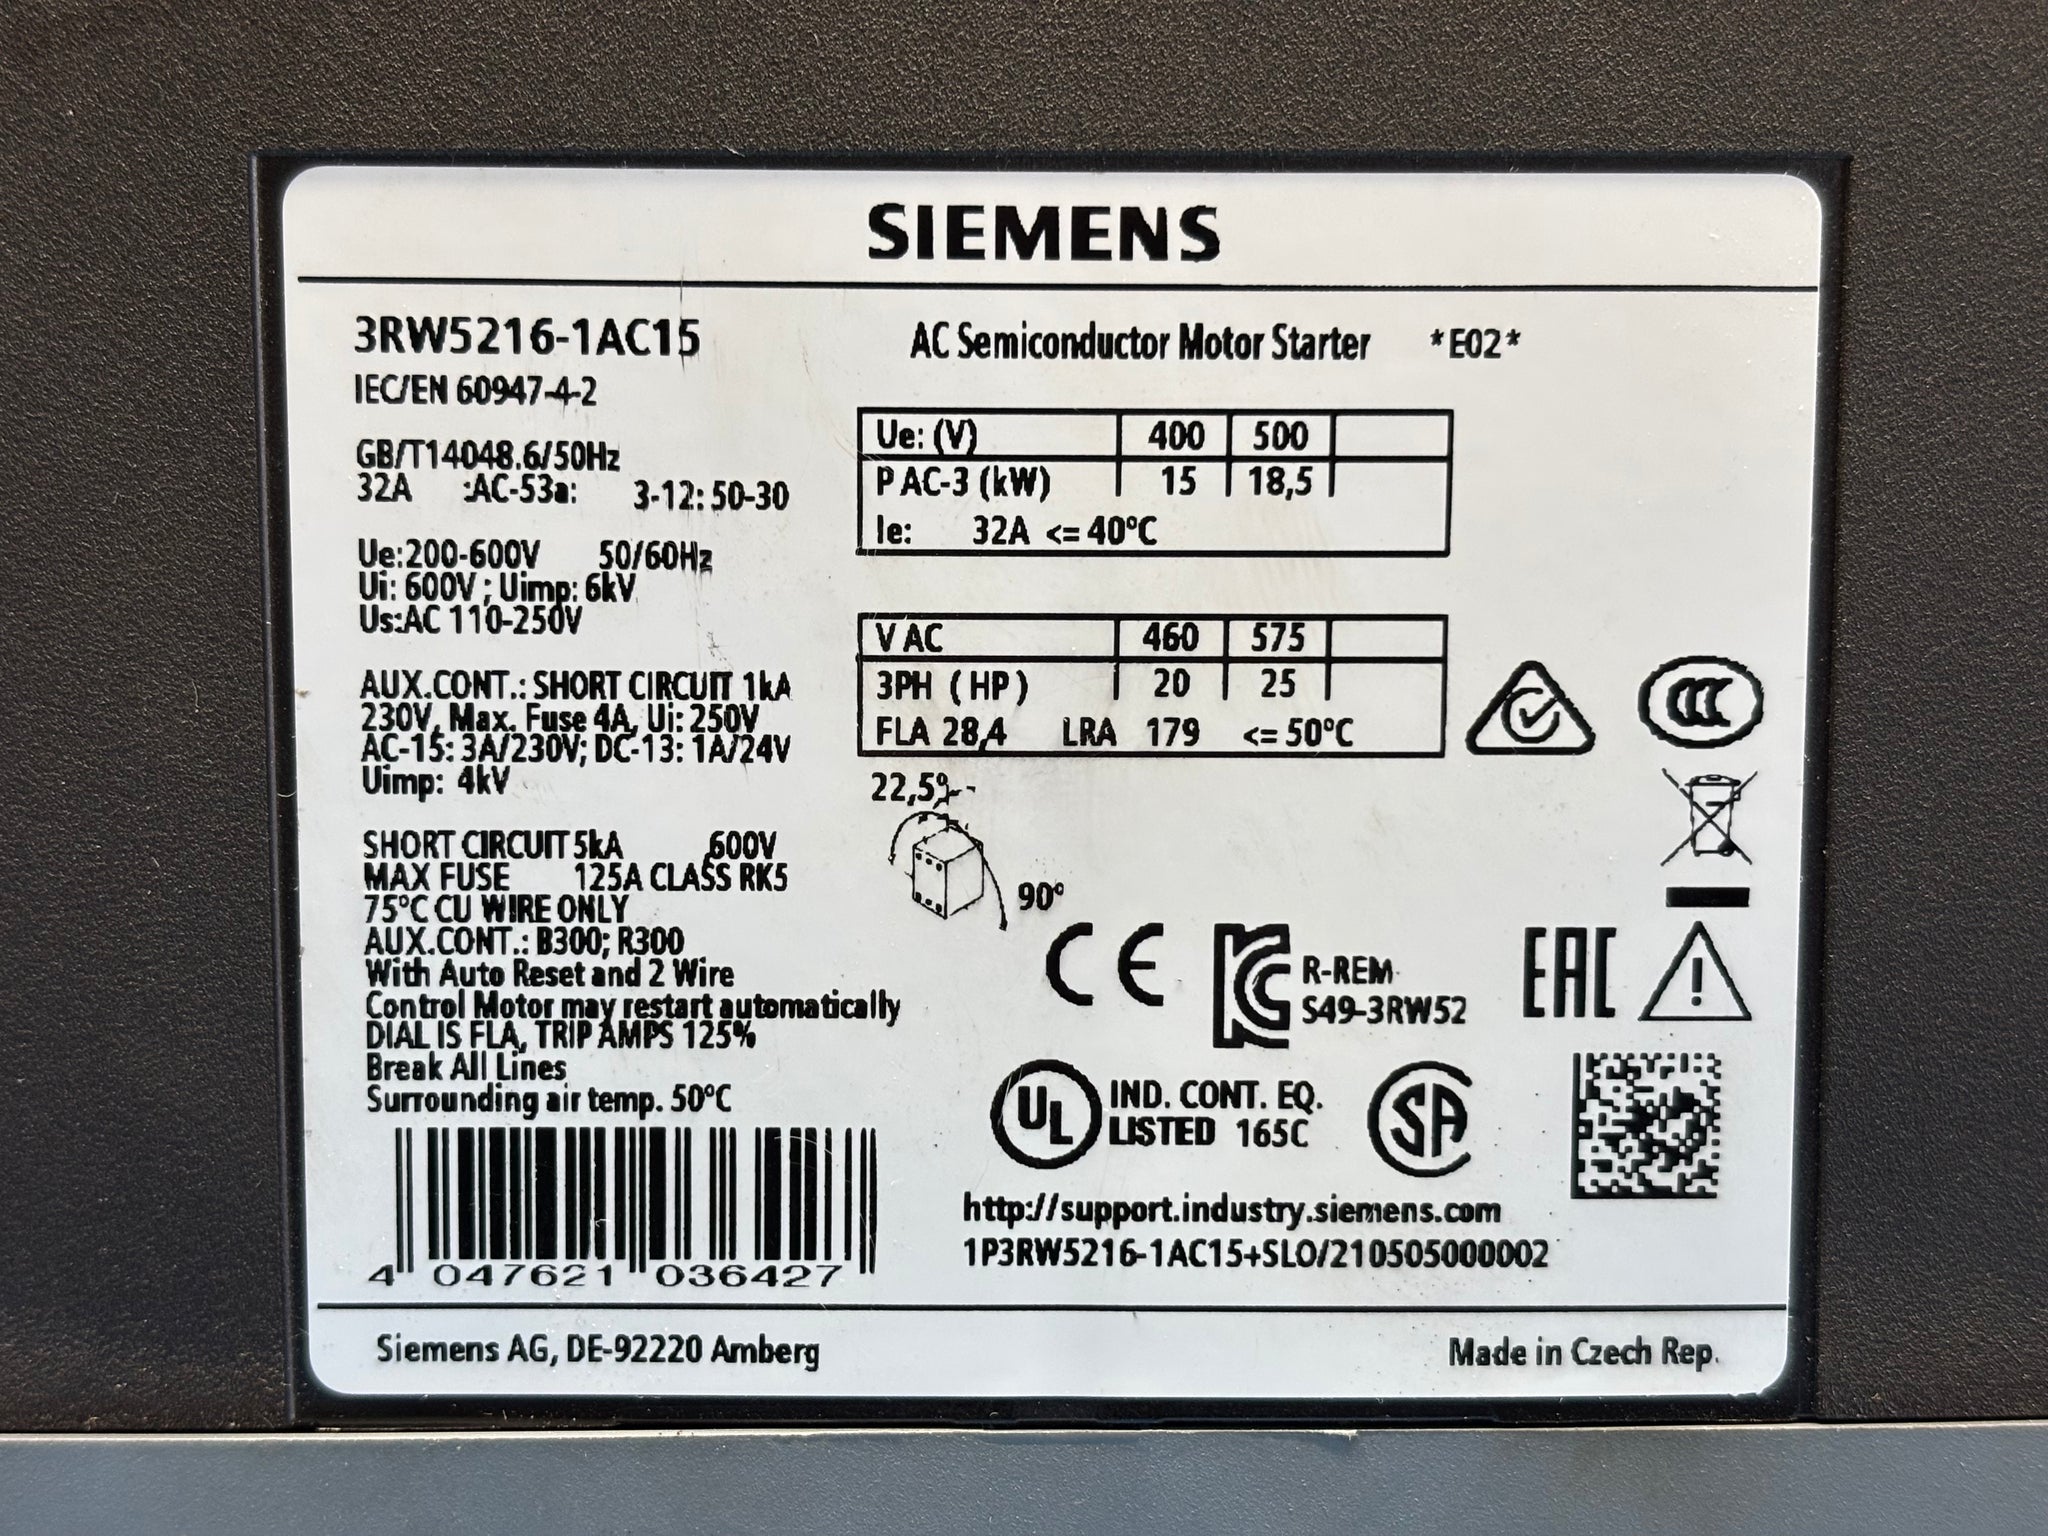 SIEMENS
3RW5216-1AC15
AC Semiconductor Motor Starter *E02*
IEC/EN 60947-4-2
GB/T14048.6/50Hz
32A :AC-53a: 3-12: 50-30
Ue:200-600V 50/60Hz
Ui: 600V ; Uimp: 6kV
Us:AC 110-250V
AUX.CONT.: SHORT CIRCUIT 1kA
230V, Max. Fuse 4A, Ui: 250V
AC-15: 3A/230V; DC-13: 1A/24V
Uimp: 4kV
SHORT CIRCUIT 5kA 600V
MAX FUSE 125A CLASS RK5
75°C CU WIRE ONLY
AUX.CONT.: B300; R300
With Auto Reset and 2 Wire
Control Motor may restart automatically
DIAL IS FLA, TRIP AMPS 125%
Break All Lines
Surrounding air temp. 50°C
4 047621 036427
Ue: (V) 400 500
P AC-3 (kW) 15 18,5
Ie: 32A <= 40°C
V AC 460 575
3PH ( HP ) 20 25
FLA 28,4 LRA 179 <= 50°C
22,5°
90°
CCC
CE
KC
R-REM-
S49-3RW52
EAC
UL
IND. CONT. EQ.
LISTED 165C
SA
http://support.industry.siemens.com
1P3RW5216-1AC15+SLO/210505000002
Siemens AG, DE-92220 Amberg
Made in Czech Rep.